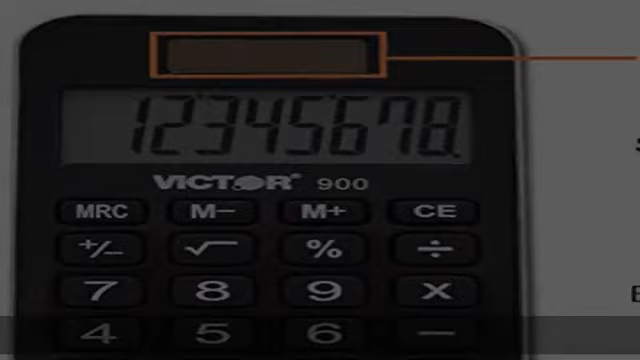 12345678.
VICTOR® 900
MRC M− M+ CE
+/− √ % ÷
7 8 9 x
4 5 6 −